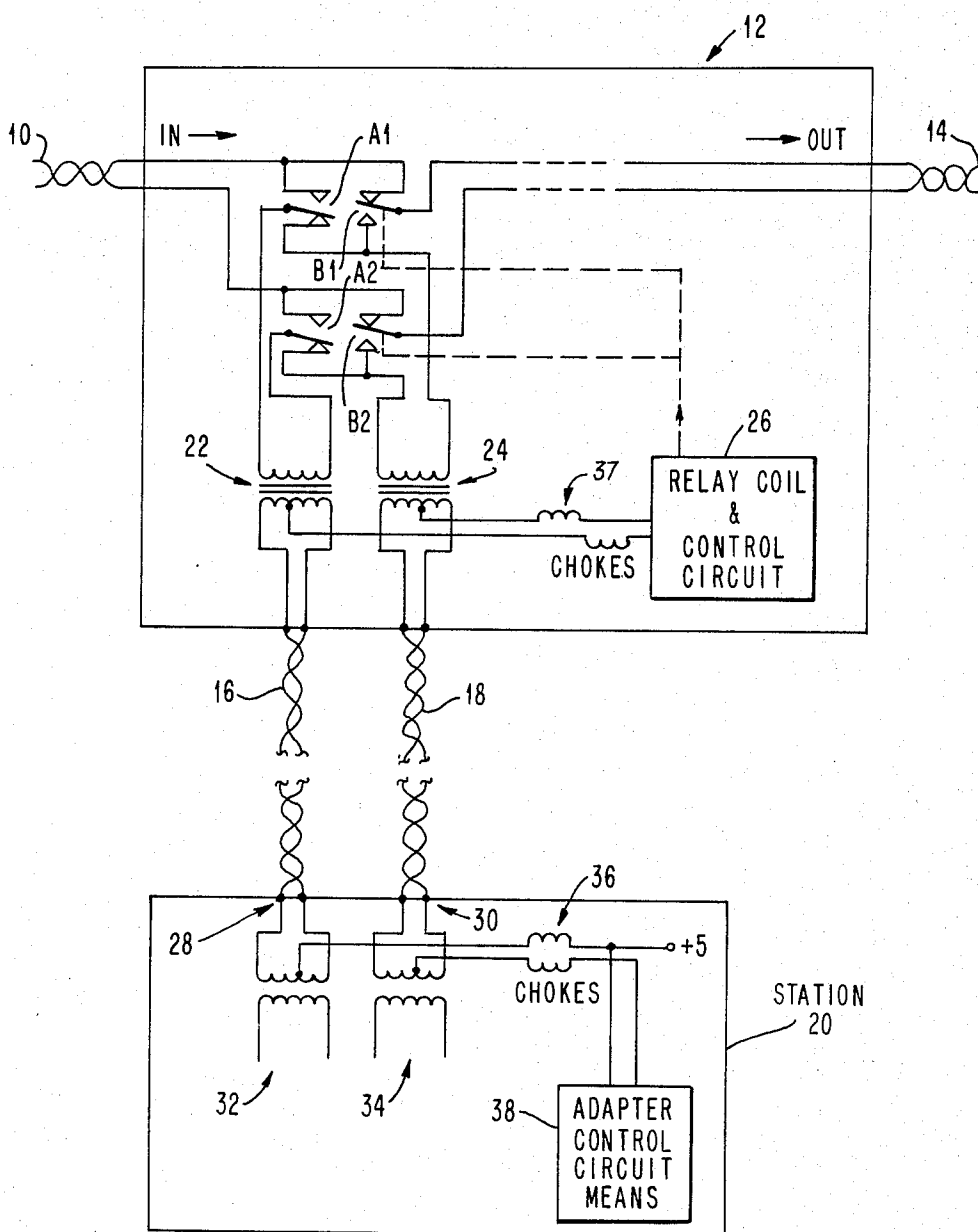 12
10
IN
A1
OUT
14
B1
A2
B2
22
24
37
26
RELAY COIL
&
CONTROL
CIRCUIT
CHOKES
16
18
28
30
36
+5
CHOKES
STATION
20
32
34
38
ADAPTER
CONTROL
CIRCUIT
MEANS